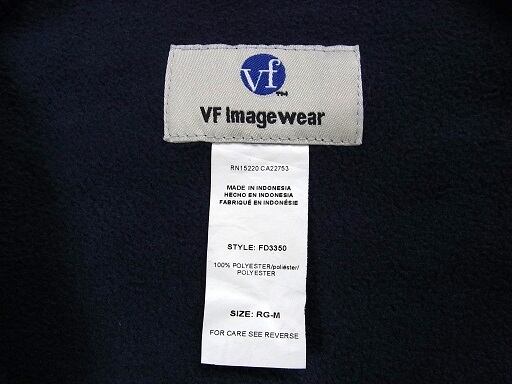 vf
TM
VF Imagewear
RN15220 CA22753
MADE IN INDONESIA
HECHO EN INDONESIA
FABRIQUÉ EN INDONÉSIE
STYLE: FD3350
100% POLYESTER/poliéster/
POLYESTER
SIZE: RG-M
FOR CARE SEE REVERSE